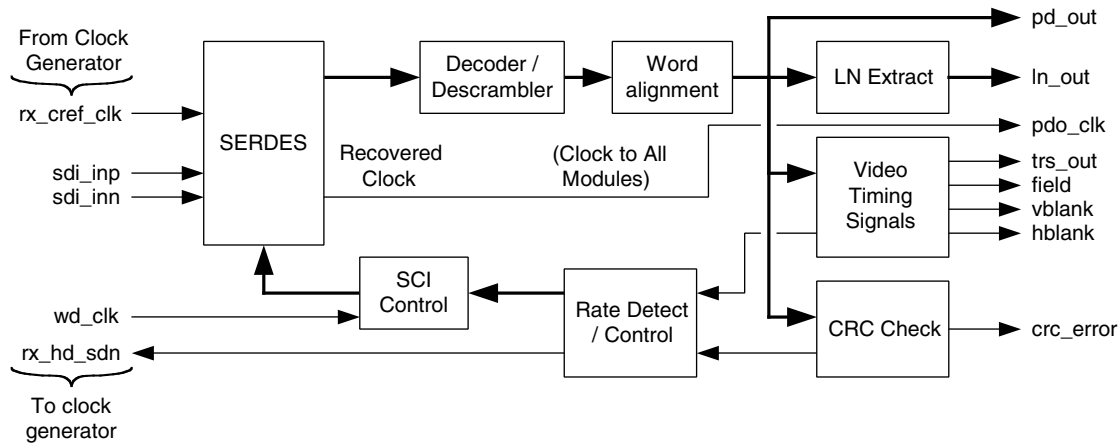 From Clock
Generator
rx_cref_clk
sdi_inp
sdi_inn
SERDES
Decoder /
Descrambler
Word
alignment
LN Extract
pd_out
ln_out
pdo_clk
Recovered
Clock
(Clock to All
Modules)
Video
Timing
Signals
trs_out
field
vblank
hblank
SCI
Control
Rate Detect
/ Control
CRC Check
crc_error
wd_clk
rx_hd_sdn
To clock
generator